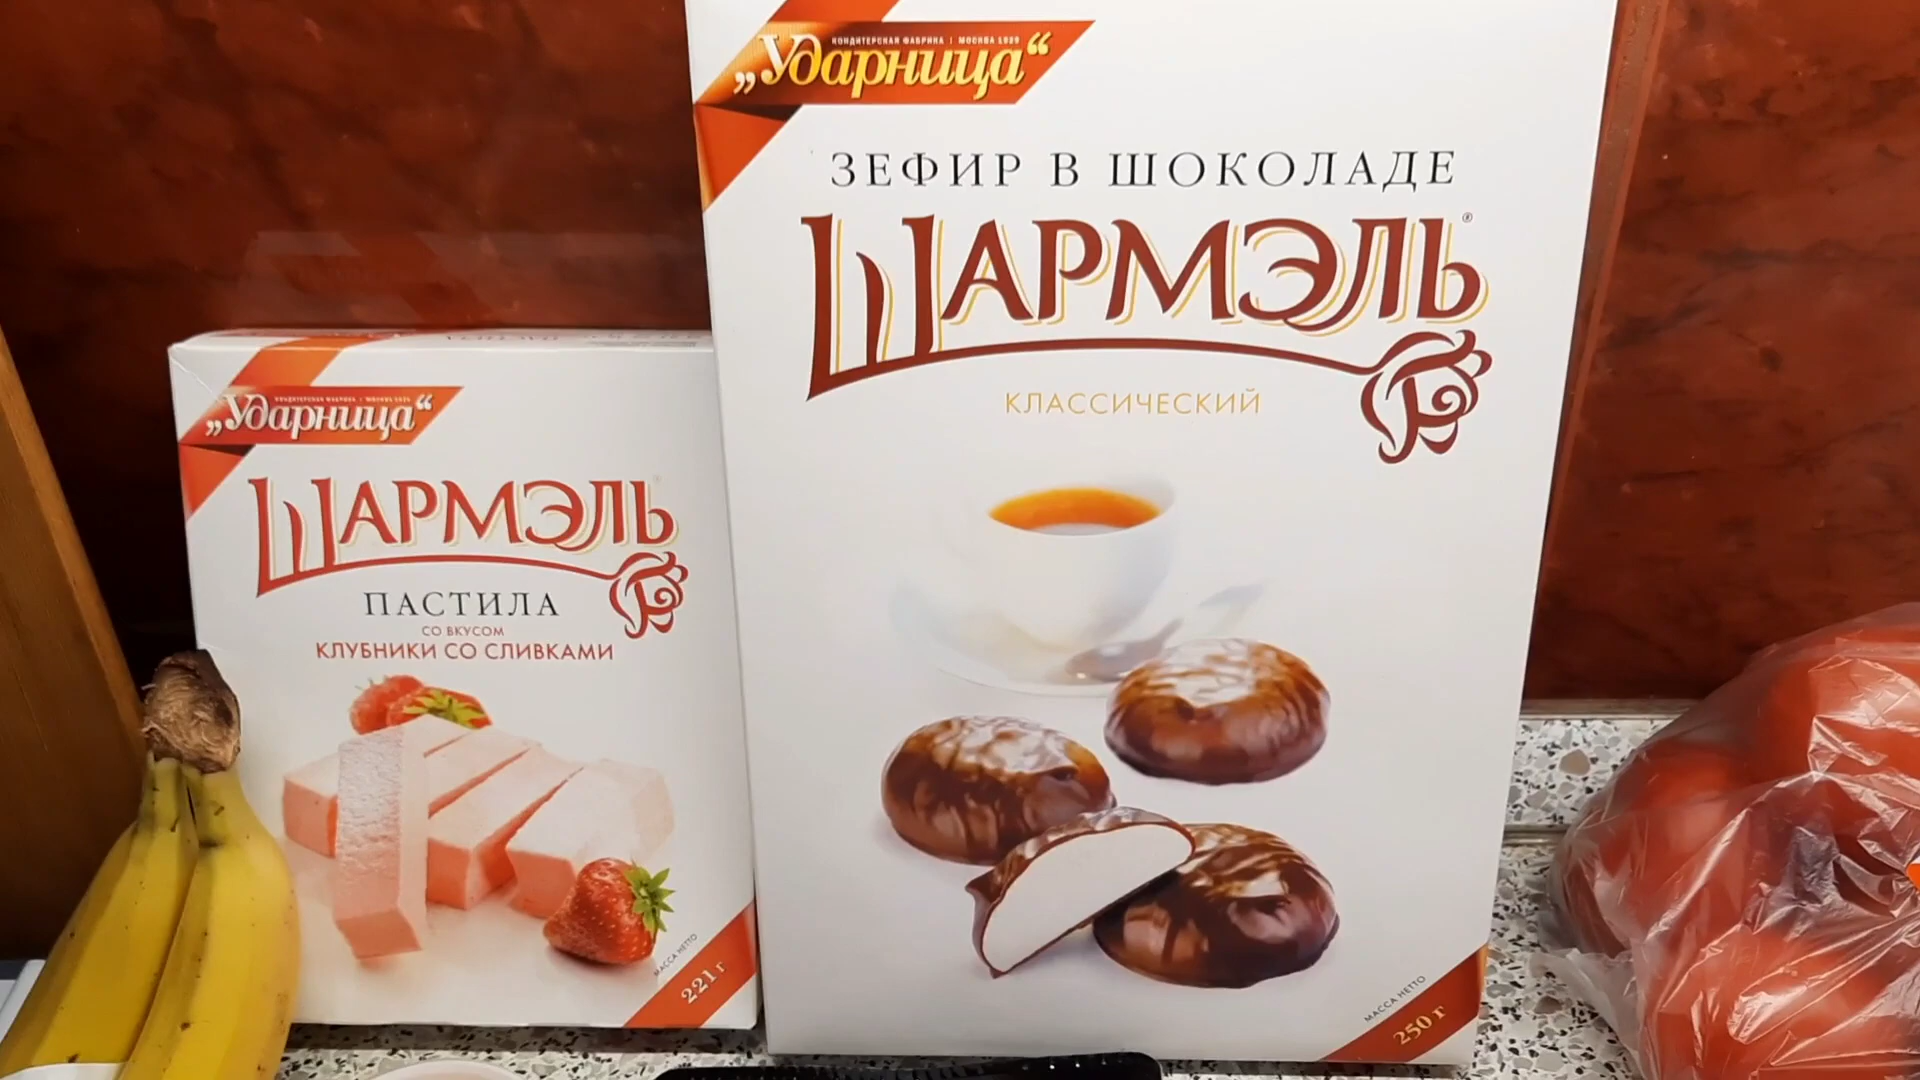 „Ударница“
Шармэль
ПАСТИЛА
СО ВКУСОМ
КЛУБНИКИ СО СЛИВКАМИ
МАССА НЕТТО
221 г
КОНДИТЕРСКАЯ ФАБРИКА | МОСКВА 1929
„Ударница“
ЗЕФИР В ШОКОЛАДЕ
ШАРМЭЛЬ®
КЛАССИЧЕСКИЙ
МАССА НЕТТО
250 г